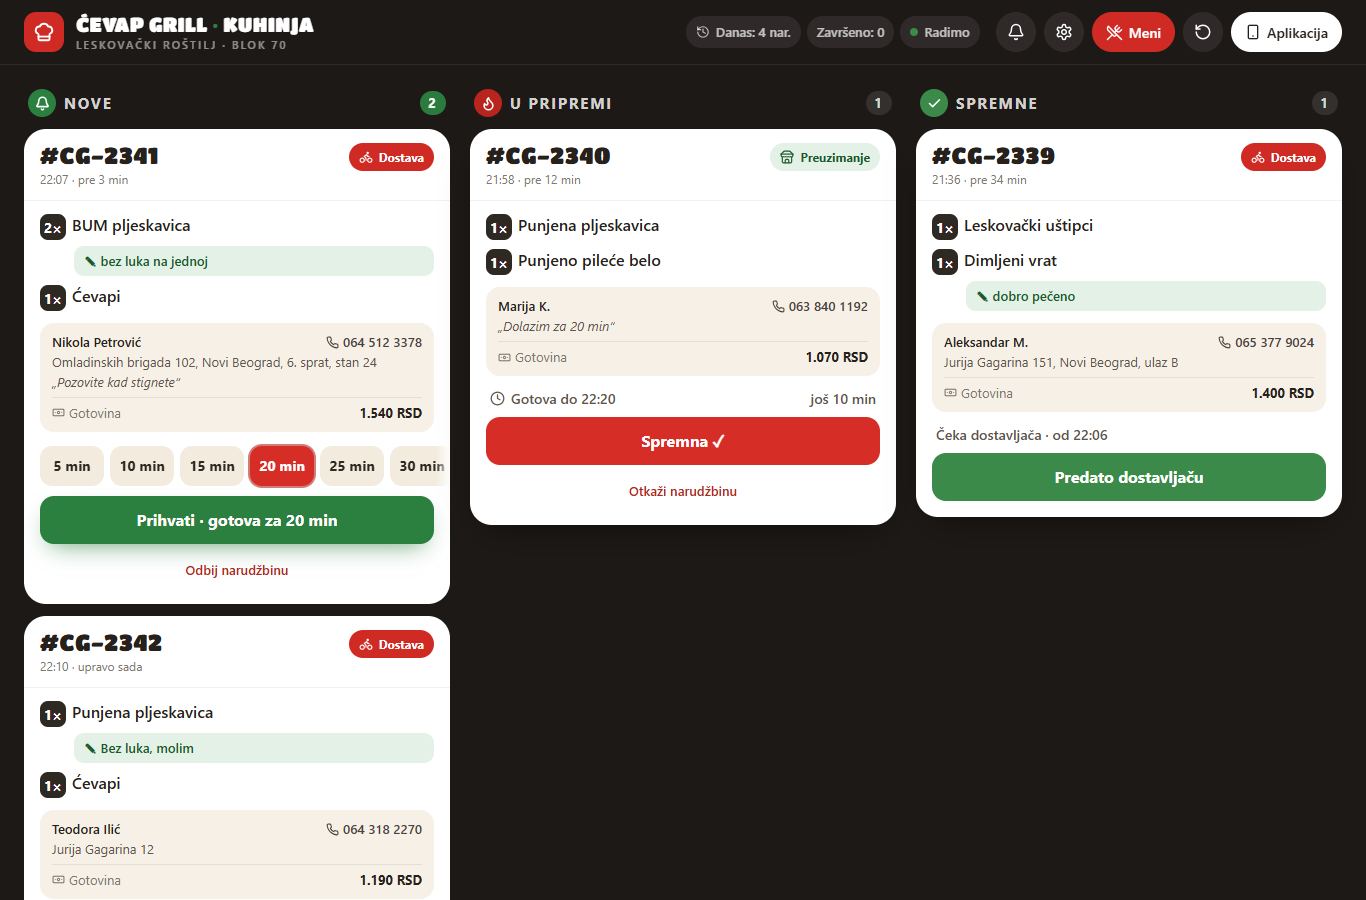 ĆEVAP GRILL · KUHINJA
LESKOVAČKI ROŠTILJ · BLOK 70
Danas: 4 nar.
Završeno: 0
Radimo
Meni
Aplikacija
NOVE
2
#CG-2341
Dostava
22:07 · pre 3 min
2× BUM pljeskavica
bez luka na jednoj
1× Ćevapi
Nikola Petrović
064 512 3378
Omladinskih brigada 102, Novi Beograd, 6. sprat, stan 24
„Pozovite kad stignete“
Gotovina
1.540 RSD
5 min
10 min
15 min
20 min
25 min
30 min
Prihvati · gotova za 20 min
Odbij narudžbinu
#CG-2342
Dostava
22:10 · upravo sada
1× Punjena pljeskavica
Bez luka, molim
1× Ćevapi
Teodora Ilić
064 318 2270
Jurija Gagarina 12
Gotovina
1.190 RSD
U PRIPREMI
1
#CG-2340
Preuzimanje
21:58 · pre 12 min
1× Punjena pljeskavica
1× Punjeno pileće belo
Marija K.
063 840 1192
„Dolazim za 20 min“
Gotovina
1.070 RSD
Gotova do 22:20
još 10 min
Spremna ✓
Otkaži narudžbinu
SPREMNE
1
#CG-2339
Dostava
21:36 · pre 34 min
1× Leskovački uštipci
1× Dimljeni vrat
dobro pečeno
Aleksandar M.
065 377 9024
Jurija Gagarina 151, Novi Beograd, ulaz B
Gotovina
1.400 RSD
Čeka dostavljača · od 22:06
Predato dostavljaču